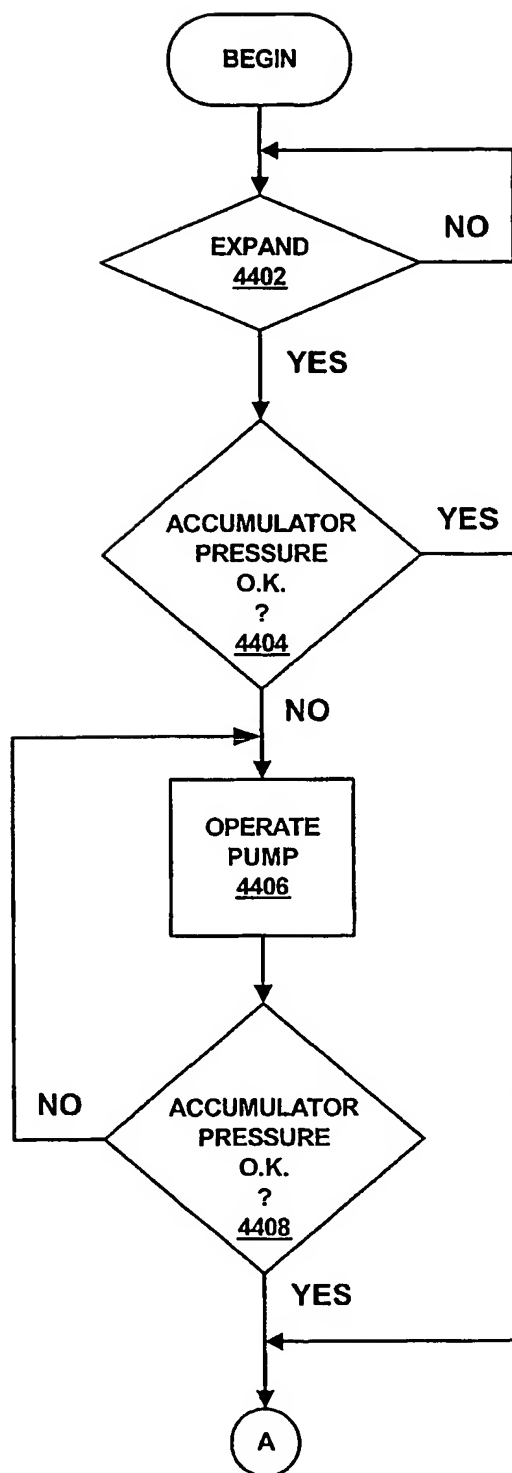 BEGIN
NO
EXPAND
4402
YES
ACCUMULATOR
PRESSURE
O.K.
?
4404
YES
NO
OPERATE
PUMP
4406
NO
ACCUMULATOR
PRESSURE
O.K.
?
4408
YES
A